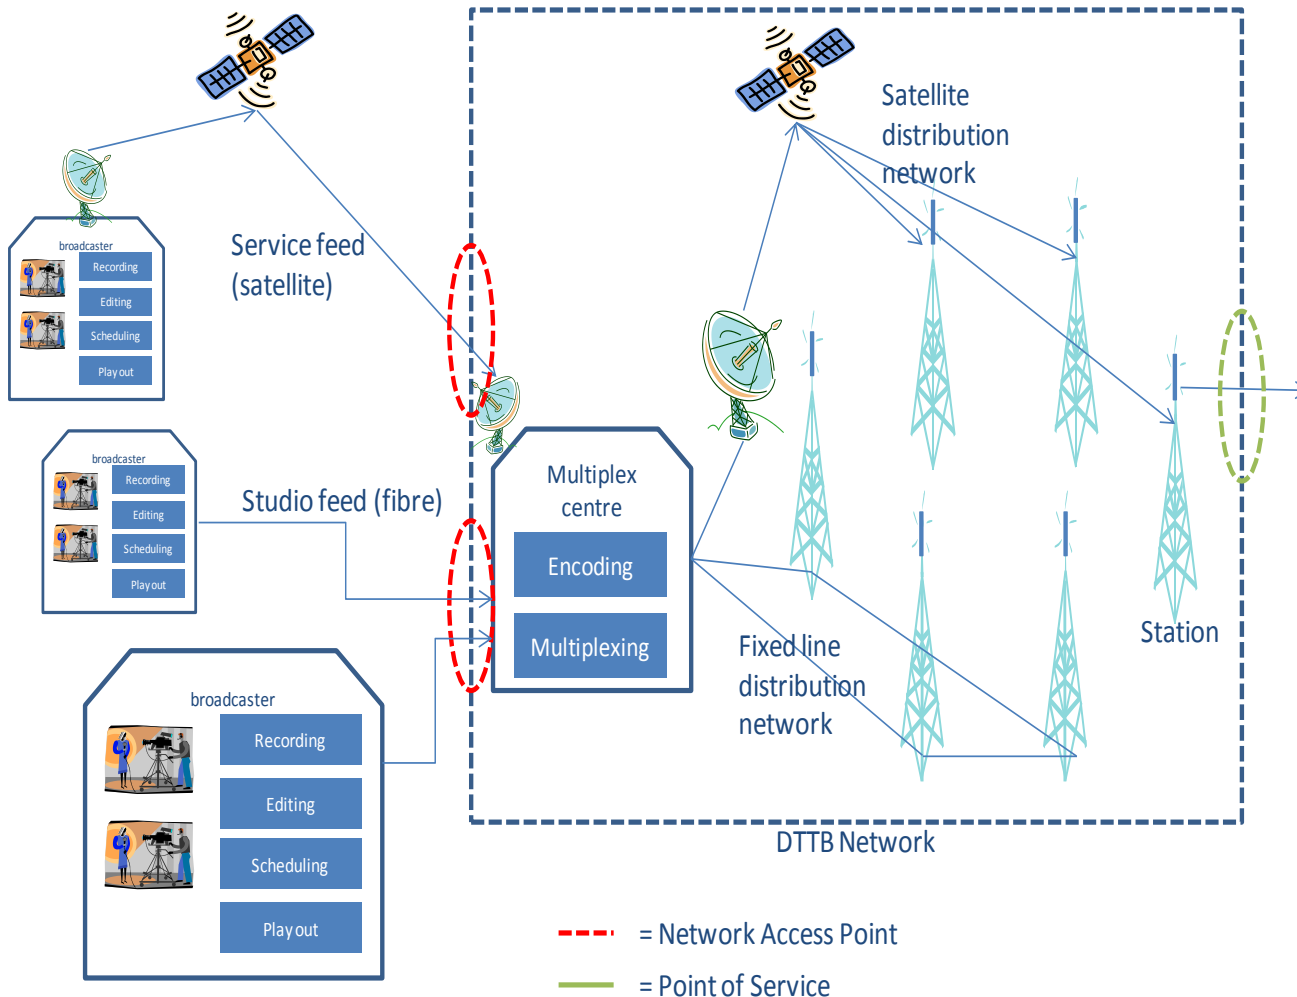 Satellite
distribution
network
broadcaster
Recording
Editing
Scheduling
Play out
Service feed
(satellite)
broadcaster
Recording
Editing
Scheduling
Play out
Studio feed (fibre)
Multiplex
centre
Encoding
Multiplexing
Fixed line
distribution
network
Station
broadcaster
Recording
Editing
Scheduling
Play out
DTTB Network
= Network Access Point
= Point of Service